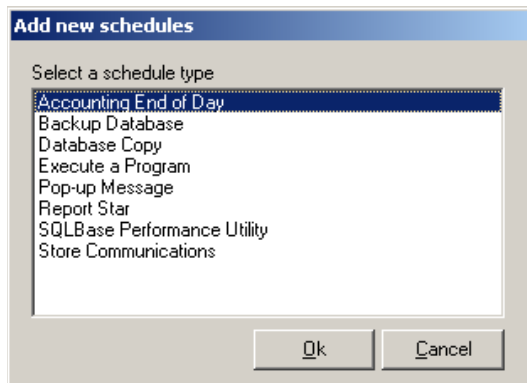 Add new schedules
Select a schedule type
Accounting End of Day
Backup Database
Database Copy
Execute a Program
Pop-up Message
Report Star
SQLBase Performance Utility
Store Communications
Ok
Cancel